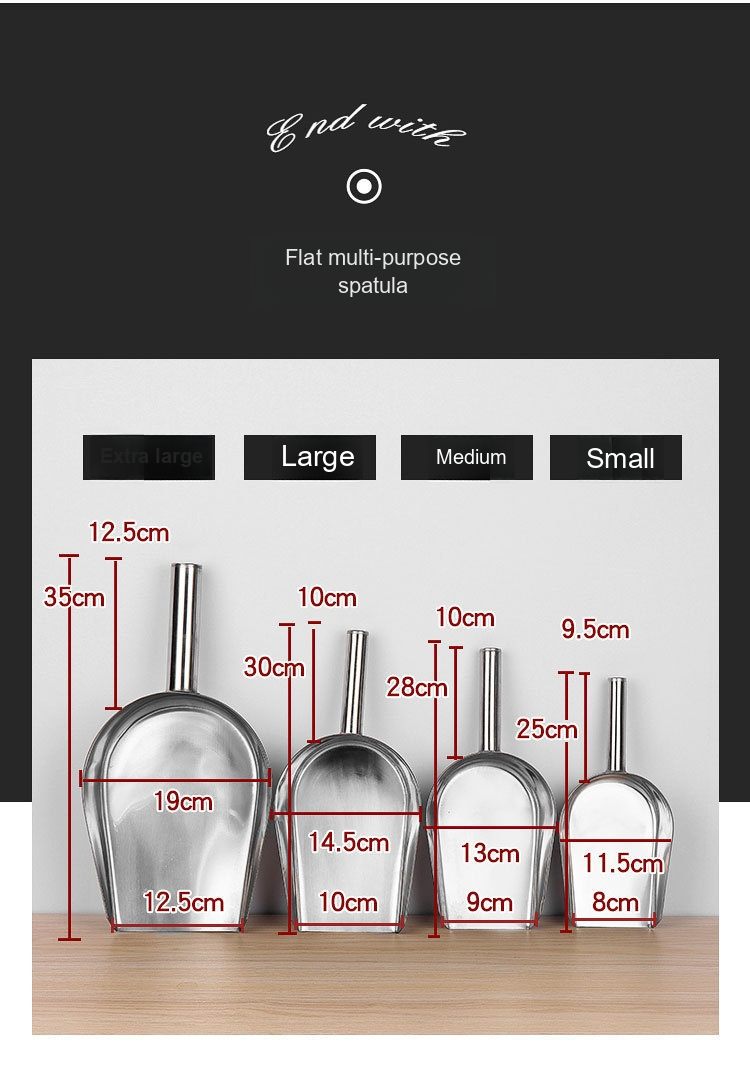 End with
Flat multi-purpose
spatula
Extra large
Large
Medium
Small
12.5cm
35cm
10cm
30cm
10cm
28cm
9.5cm
25cm
19cm
14.5cm
13cm
11.5cm
12.5cm
10cm
9cm
8cm